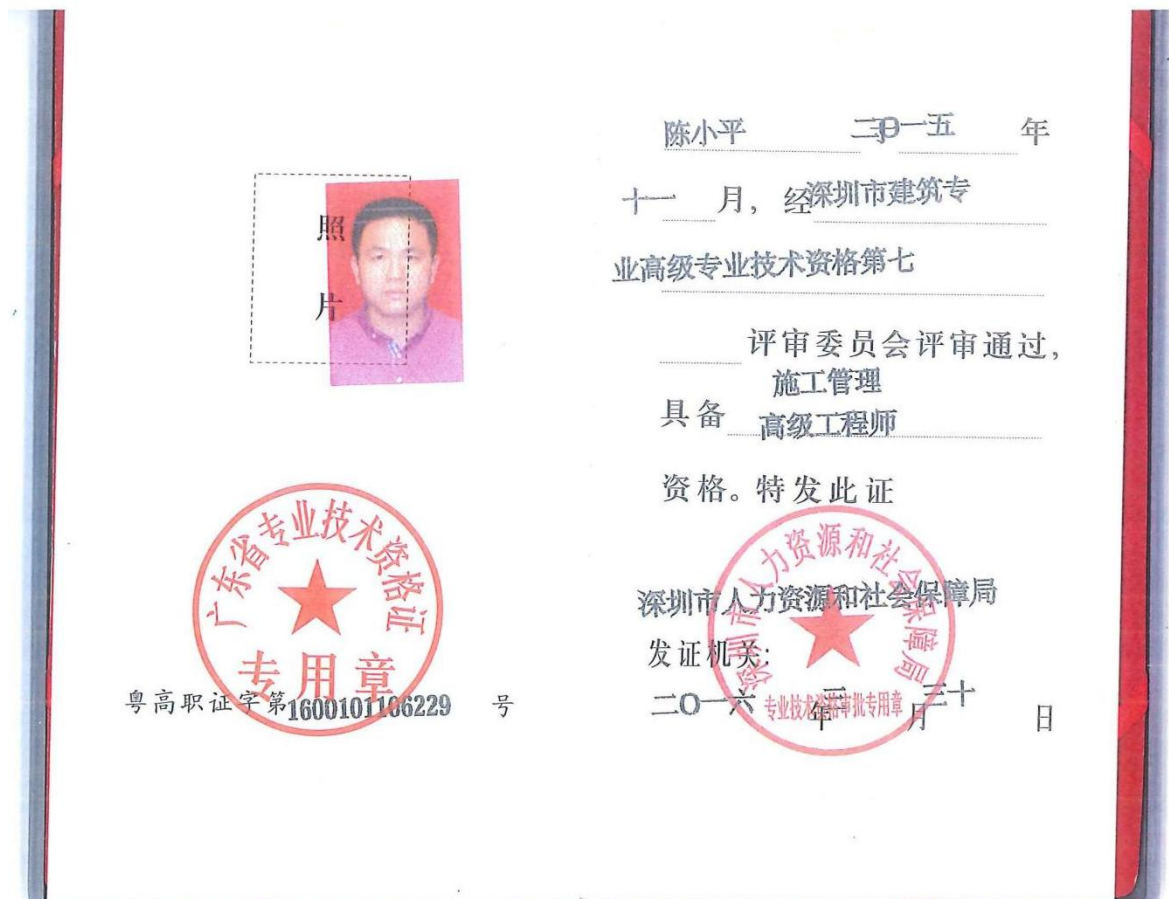 照
片
广东省专业技术资格证
专用章
粤高职证字第1600101106229号
陈小平 二〇一五 年
十一 月，经深圳市建筑专
业高级专业技术资格第七
评审委员会评审通过，
施工管理
具备 高级工程师
资格。特发此证
深圳市人力资源和社会保障局
深圳市人力资源和社会保障局
发证机关：
专业技术资格审批专用章
二〇一六 年 三 月 三十 日